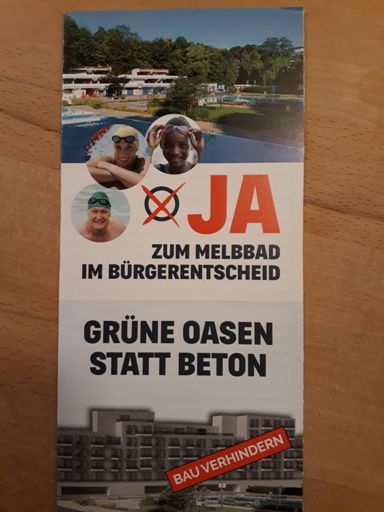 JA
ZUM MELBBAD
IM BÜRGERENTSCHEID
GRÜNE OASEN
STATT BETON
BAU VERHINDERN